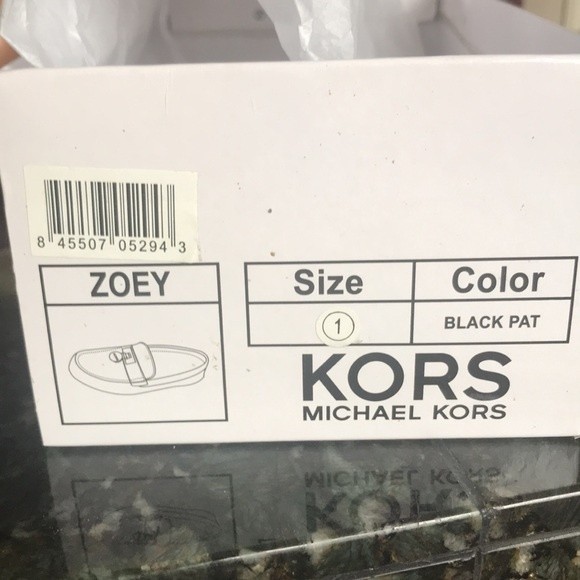 8 45507 05294 3
ZOEY
Size Color
1 BLACK PAT
KORS
MICHAEL KORS